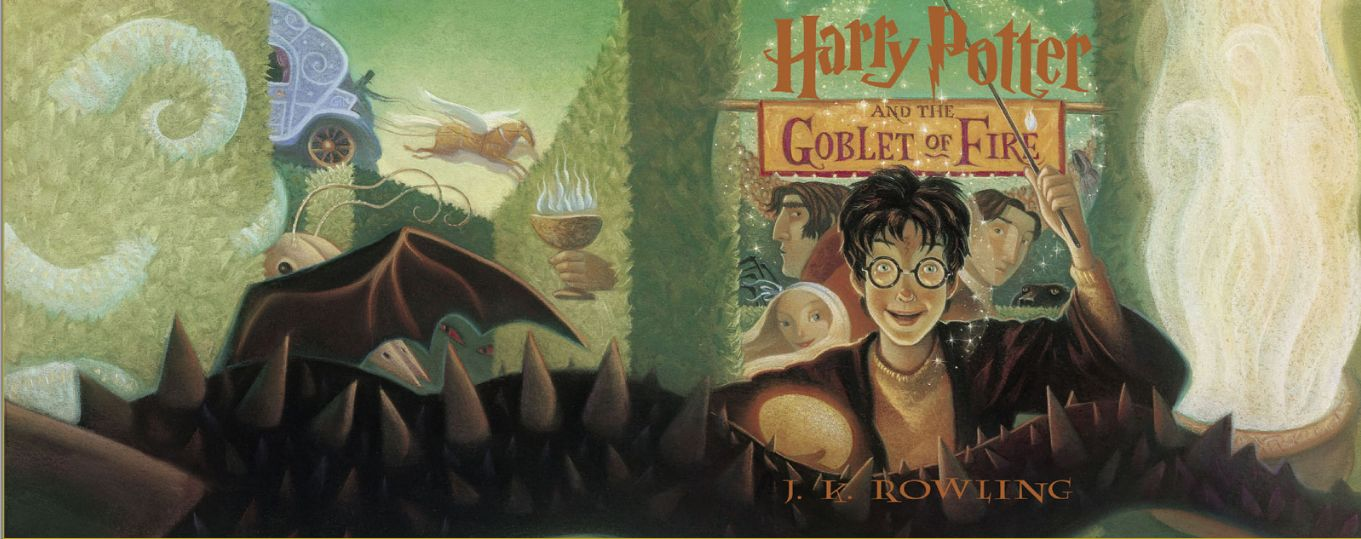 Harry Potter
AND THE
GOBLET OF FIRE
J. K. ROWLING